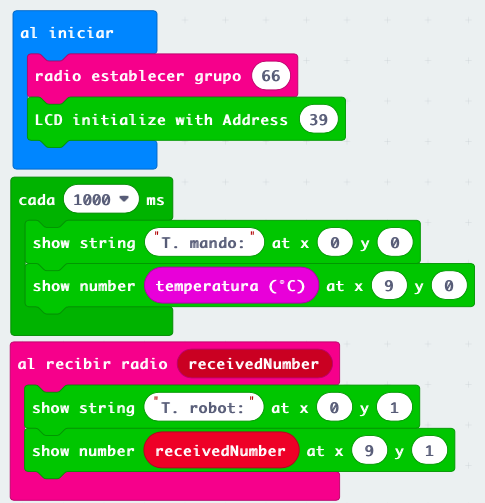 al iniciar
radio establecer grupo 66
LCD initialize with Address 39
cada 1000 ms
show string "T. mando:" at x 0 y 0
show number temperatura (°C) at x 9 y 0
al recibir radio receivedNumber
show string "T. robot:" at x 0 y 1
show number receivedNumber at x 9 y 1